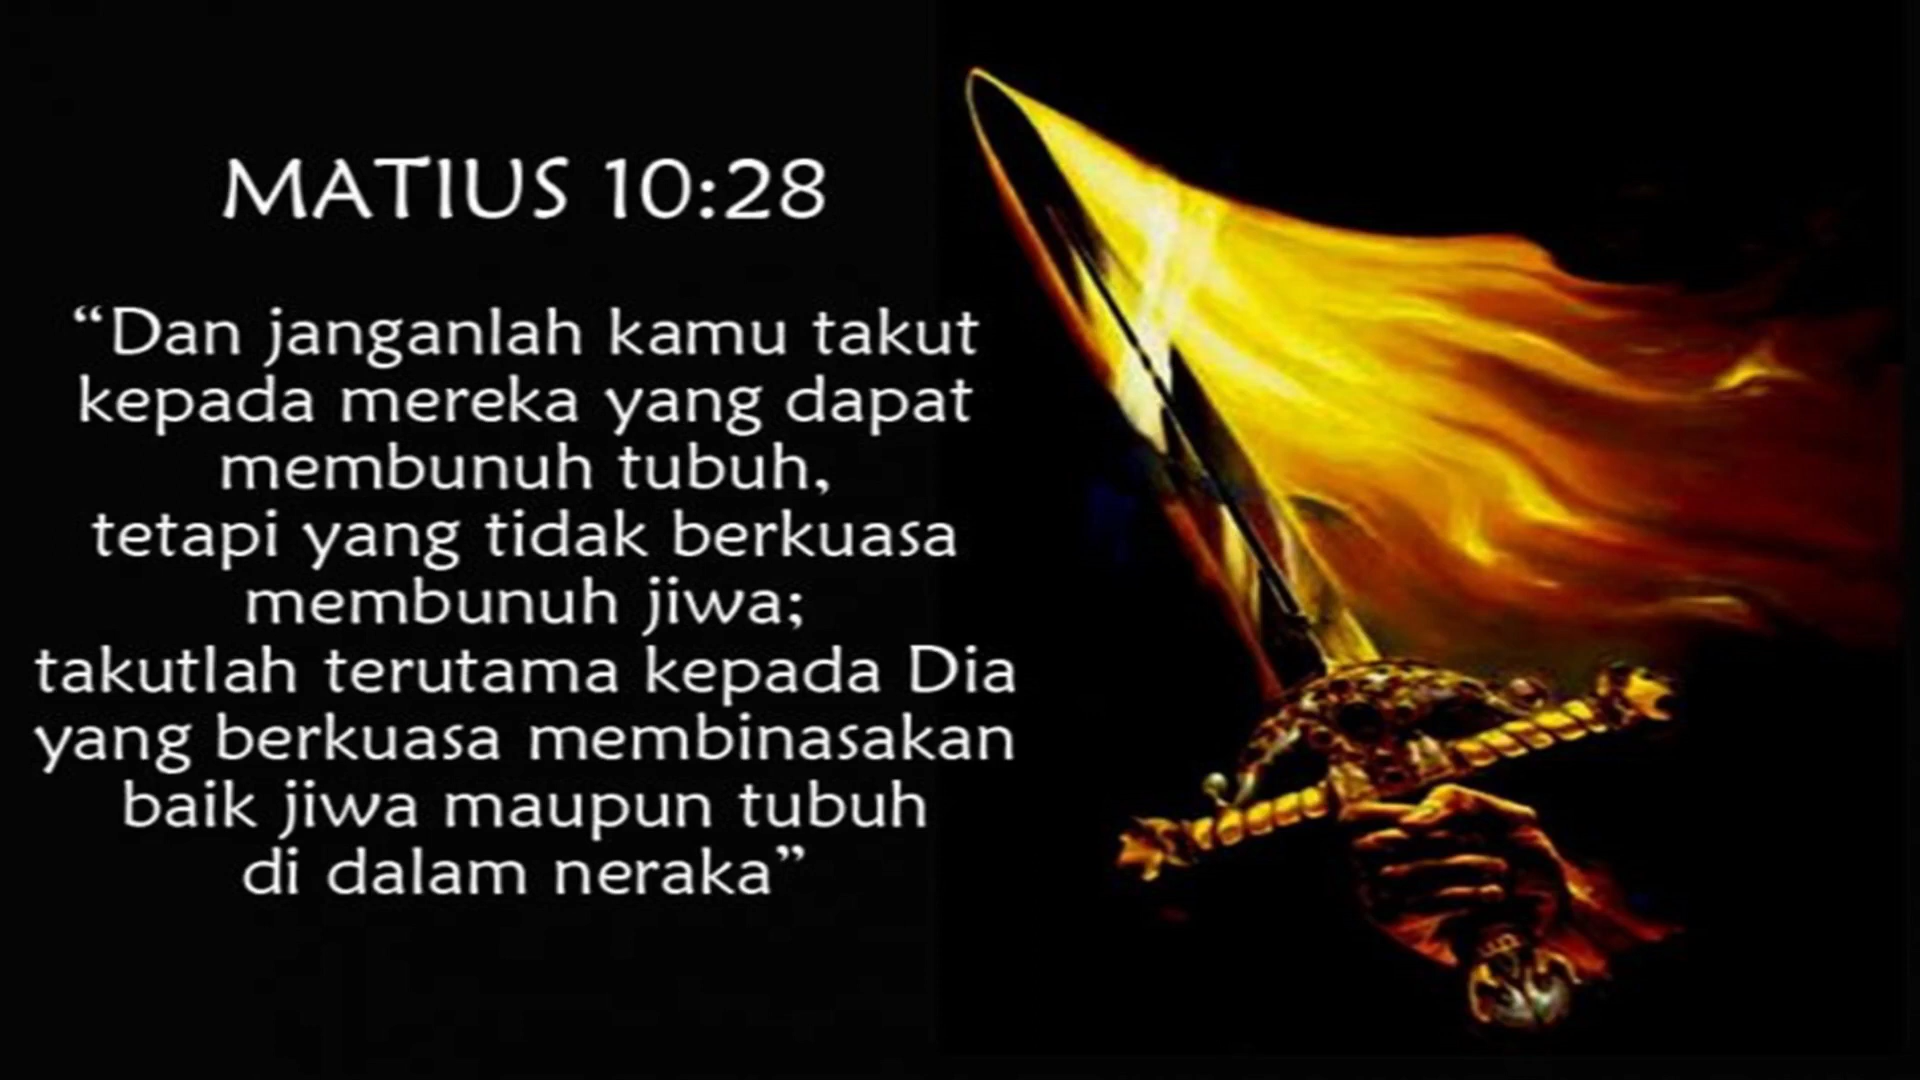 MATIUS 10:28
“Dan janganlah kamu takut
kepada mereka yang dapat
membunuh tubuh,
tetapi yang tidak berkuasa
membunuh jiwa;
takutlah terutama kepada Dia
yang berkuasa membinasakan
baik jiwa maupun tubuh
di dalam neraka”